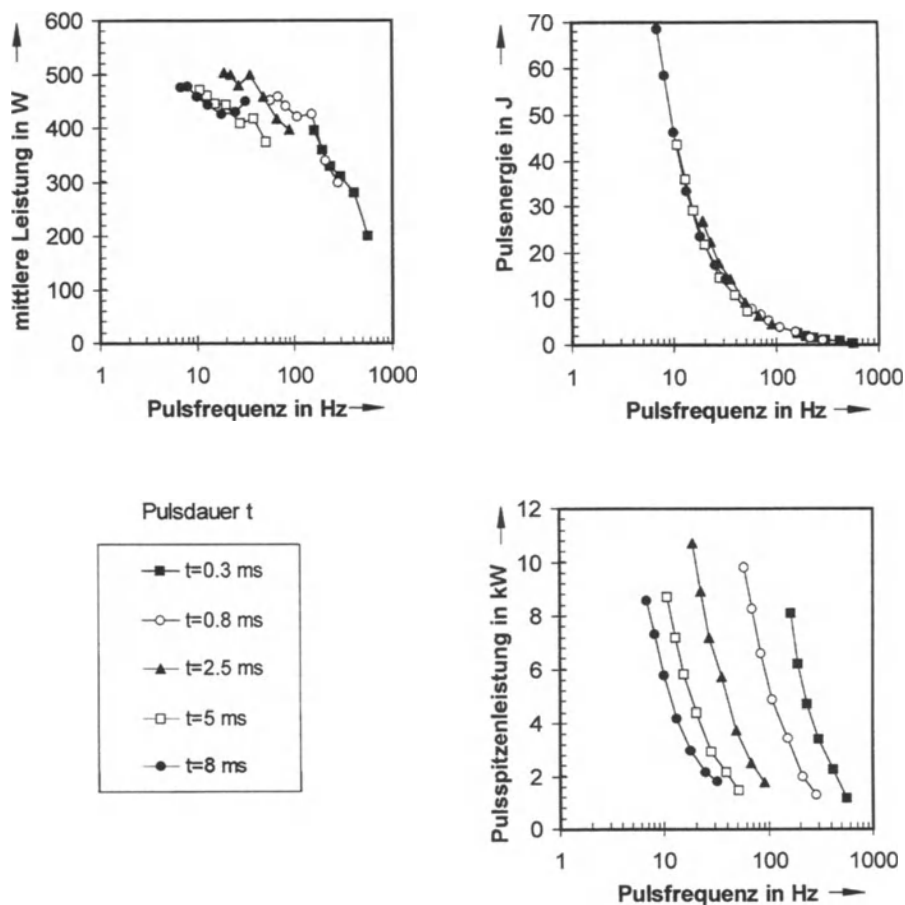 mittlere Leistung in W
600
500
400
300
200
100
0
1 10 100 1000
Pulsfrequenz in Hz
Pulsenergie in J
70
60
50
40
30
20
10
0
1 10 100 1000
Pulsfrequenz in Hz
Pulsdauer t
t=0.3 ms
t=0.8 ms
t=2.5 ms
t=5 ms
t=8 ms
Pulsspitzenleistung in kW
12
10
8
6
4
2
0
1 10 100 1000
Pulsfrequenz in Hz